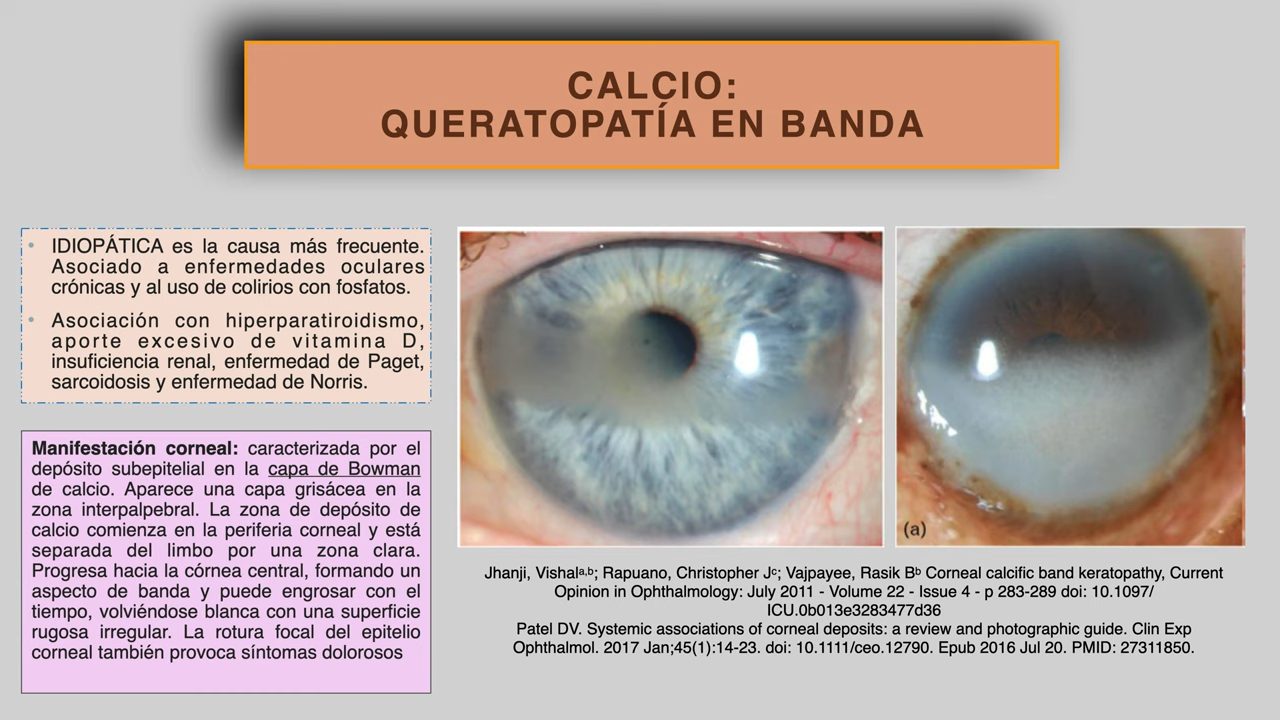 CALCIO:
QUERATOPATÍA EN BANDA
• IDIOPÁTICA es la causa más frecuente.
Asociado a enfermedades oculares
crónicas y al uso de colirios con fosfatos.
• Asociación con hiperparatiroidismo,
aporte excesivo de vitamina D,
insuficiencia renal, enfermedad de Paget,
sarcoidosis y enfermedad de Norris.
Manifestación corneal: caracterizada por el
depósito subepitelial en la capa de Bowman
de calcio. Aparece una capa grisácea en la
zona interpalpebral. La zona de depósito de
calcio comienza en la periferia corneal y está
separada del limbo por una zona clara.
Progresa hacia la córnea central, formando un
aspecto de banda y puede engrosar con el
tiempo, volviéndose blanca con una superficie
rugosa irregular. La rotura focal del epitelio
corneal también provoca síntomas dolorosos
(a)
Jhanji, Vishalᵃ,ᵇ; Rapuano, Christopher Jᶜ; Vajpayee, Rasik Bᵇ Corneal calcific band keratopathy, Current
Opinion in Ophthalmology: July 2011 - Volume 22 - Issue 4 - p 283-289 doi: 10.1097/
ICU.0b013e3283477d36
Patel DV. Systemic associations of corneal deposits: a review and photographic guide. Clin Exp
Ophthalmol. 2017 Jan;45(1):14-23. doi: 10.1111/ceo.12790. Epub 2016 Jul 20. PMID: 27311850.